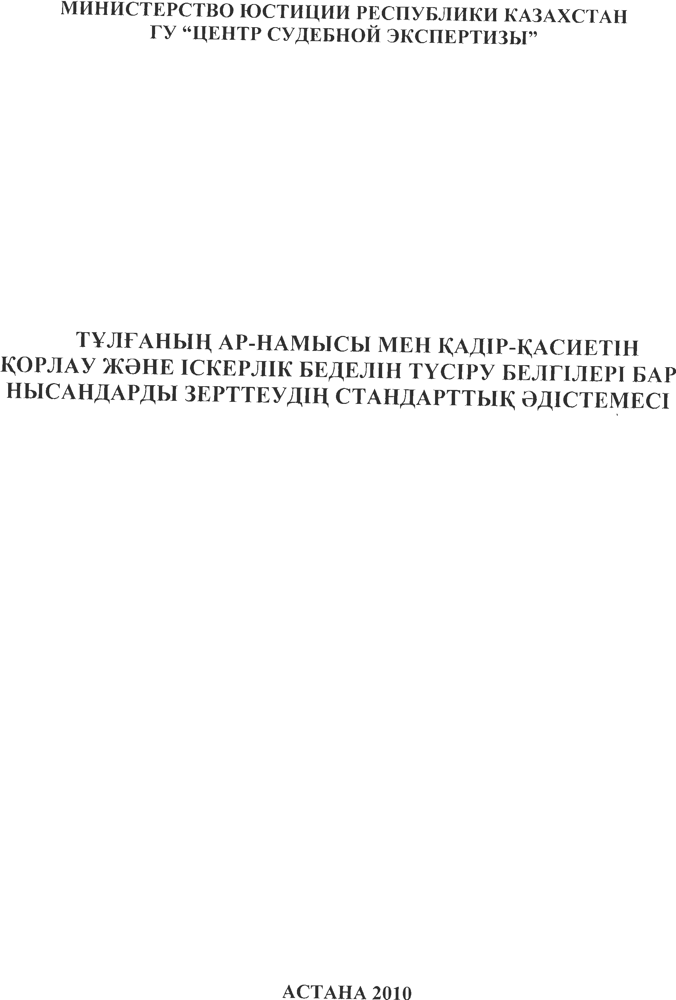 МИНИСТЕРСТВО ЮСТИЦИИ РЕСПУБЛИКИ КАЗАХСТАН
ГУ “ЦЕНТР СУДЕБНОЙ ЭКСПЕРТИЗЫ”
ТҰЛҒАНЫҢ АР-НАМЫСЫ МЕН ҚАДІР-ҚАСИЕТІН
ҚОРЛАУ ЖӘНЕ ІСКЕРЛІК БЕДЕЛІН ТҮСІРУ БЕЛГІЛЕРІ БАР
НЫСАНДАРДЫ ЗЕРТТЕУДІҢ СТАНДАРТТЫҚ ӘДІСТЕМЕСІ
АСТАНА 2010